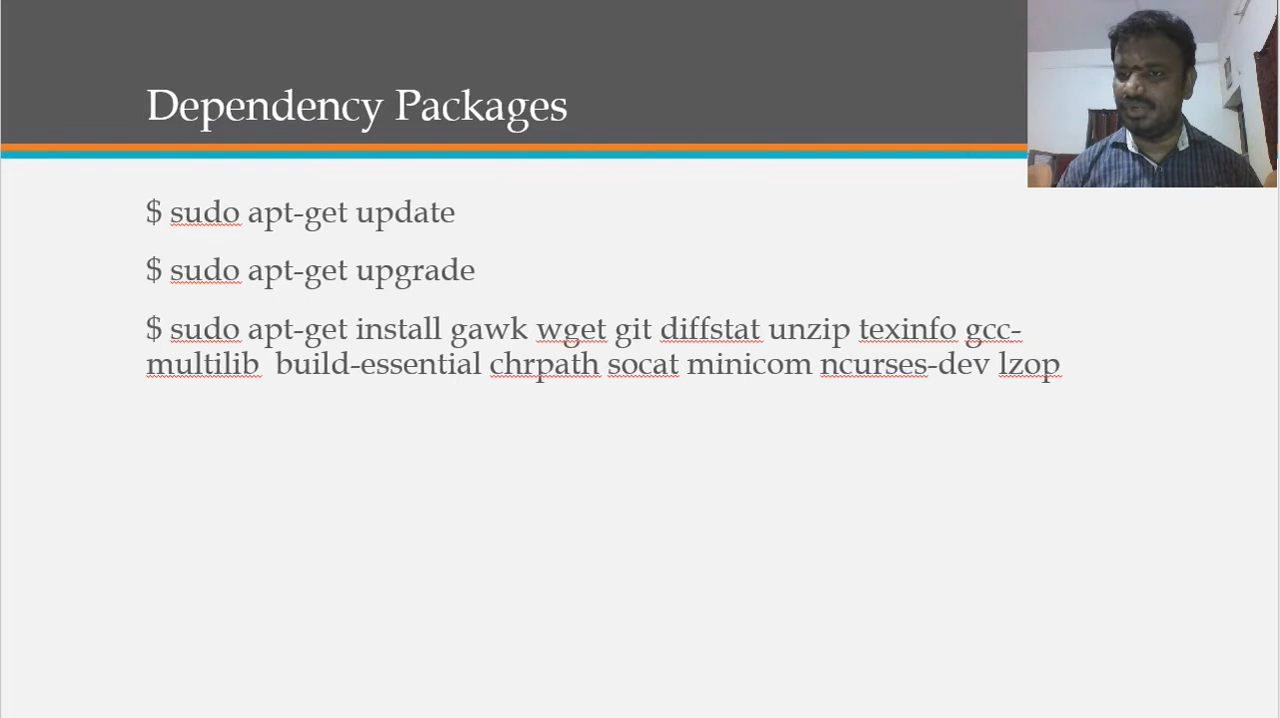 Dependency Packages
$ sudo apt-get update
$ sudo apt-get upgrade
$ sudo apt-get install gawk wget git diffstat unzip texinfo gcc-
multilib  build-essential chrpath socat minicom ncurses-dev lzop